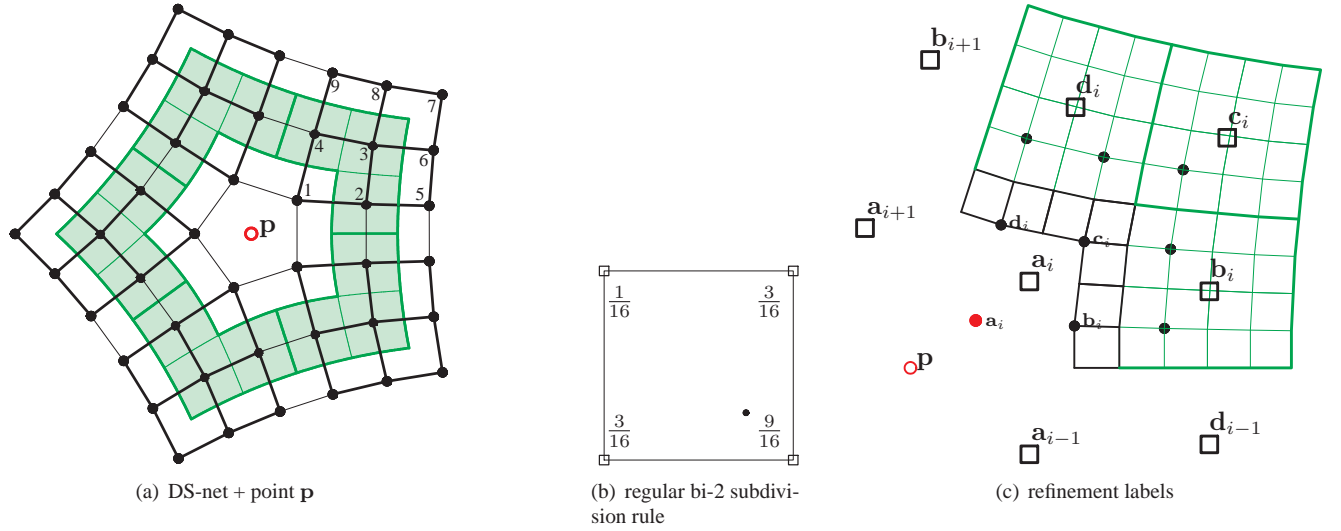 9
8
7
4
3
6
1
2
5
p
(a) DS-net + point p
1/16
3/16
3/16
9/16
(b) regular bi-2 subdivi-
sion rule
b_{i+1}
d_i
c_i
a_{i+1}
d_i
c_i
a_i
b_i
a_i
b_i
p
a_{i−1}
d_{i−1}
(c) refinement labels